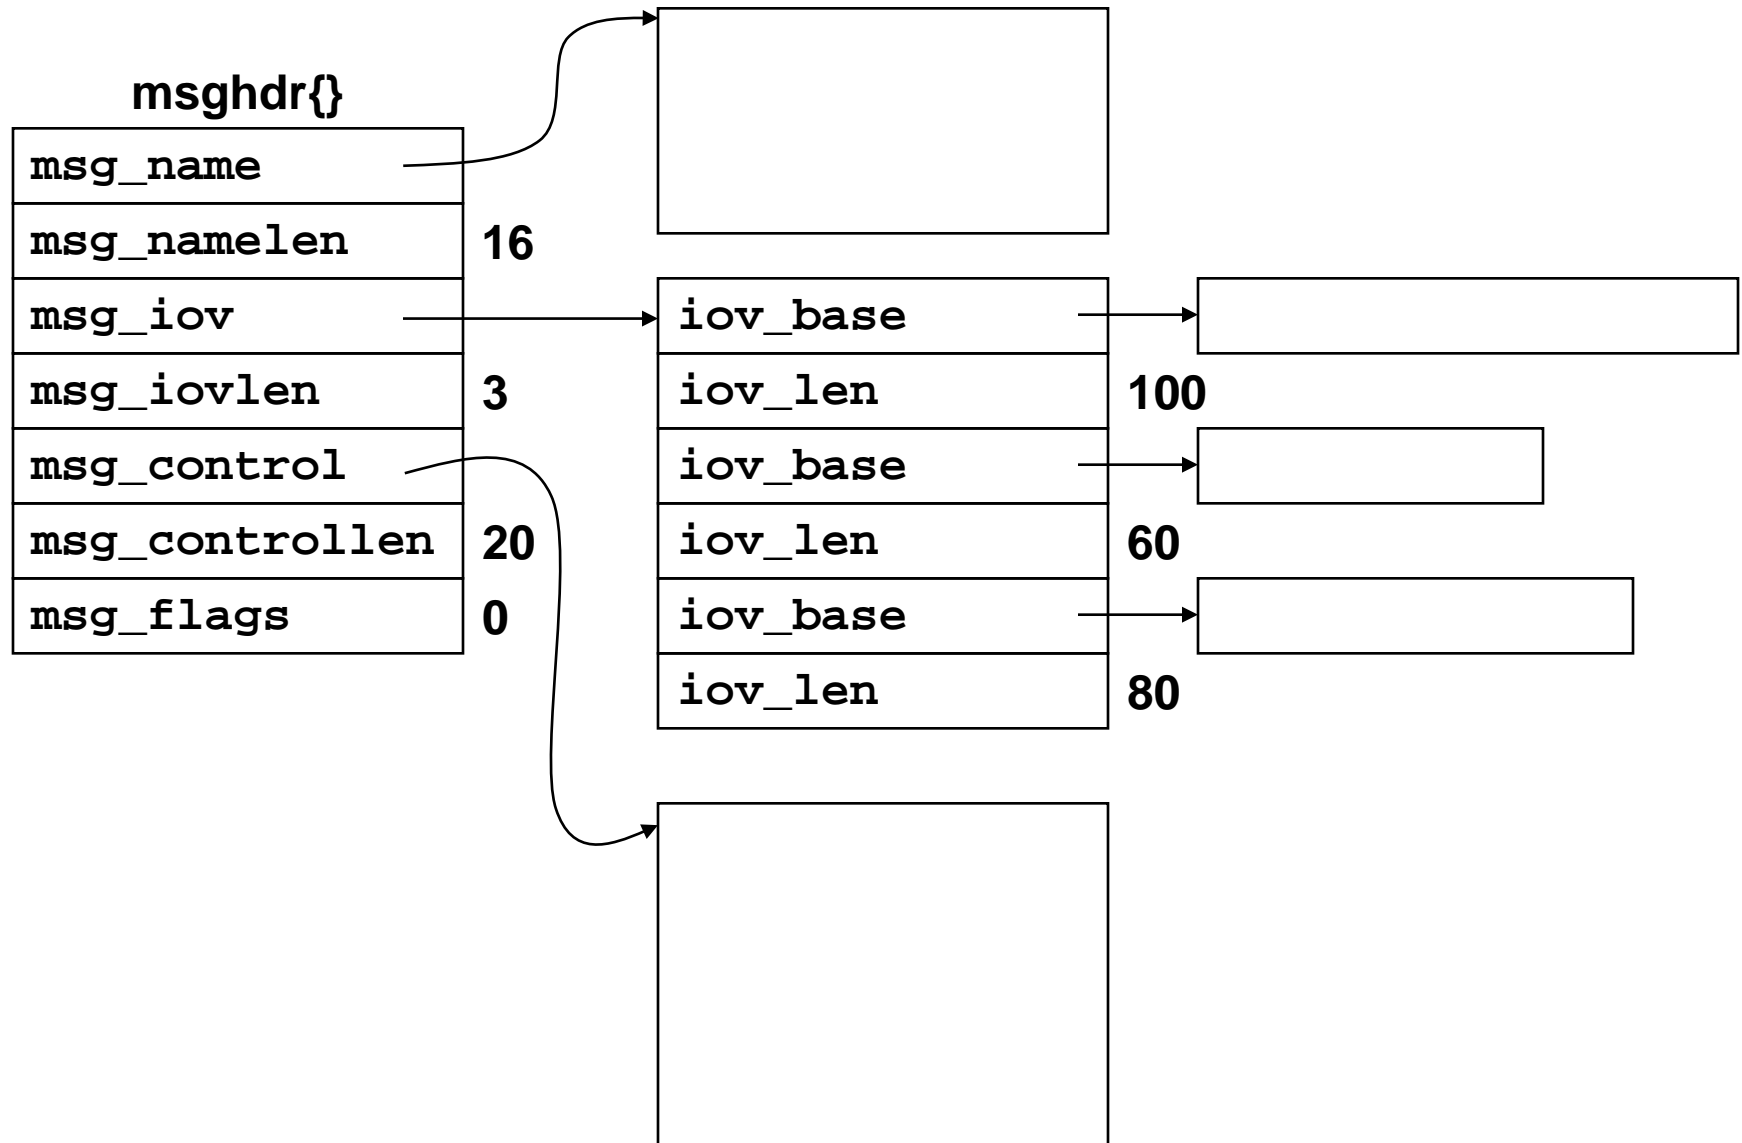 msghdr{}
msg_name
msg_namelen 16
msg_iov
msg_iovlen 3
msg_control
msg_controllen 20
msg_flags 0
iov_base
iov_len 100
iov_base
iov_len 60
iov_base
iov_len 80